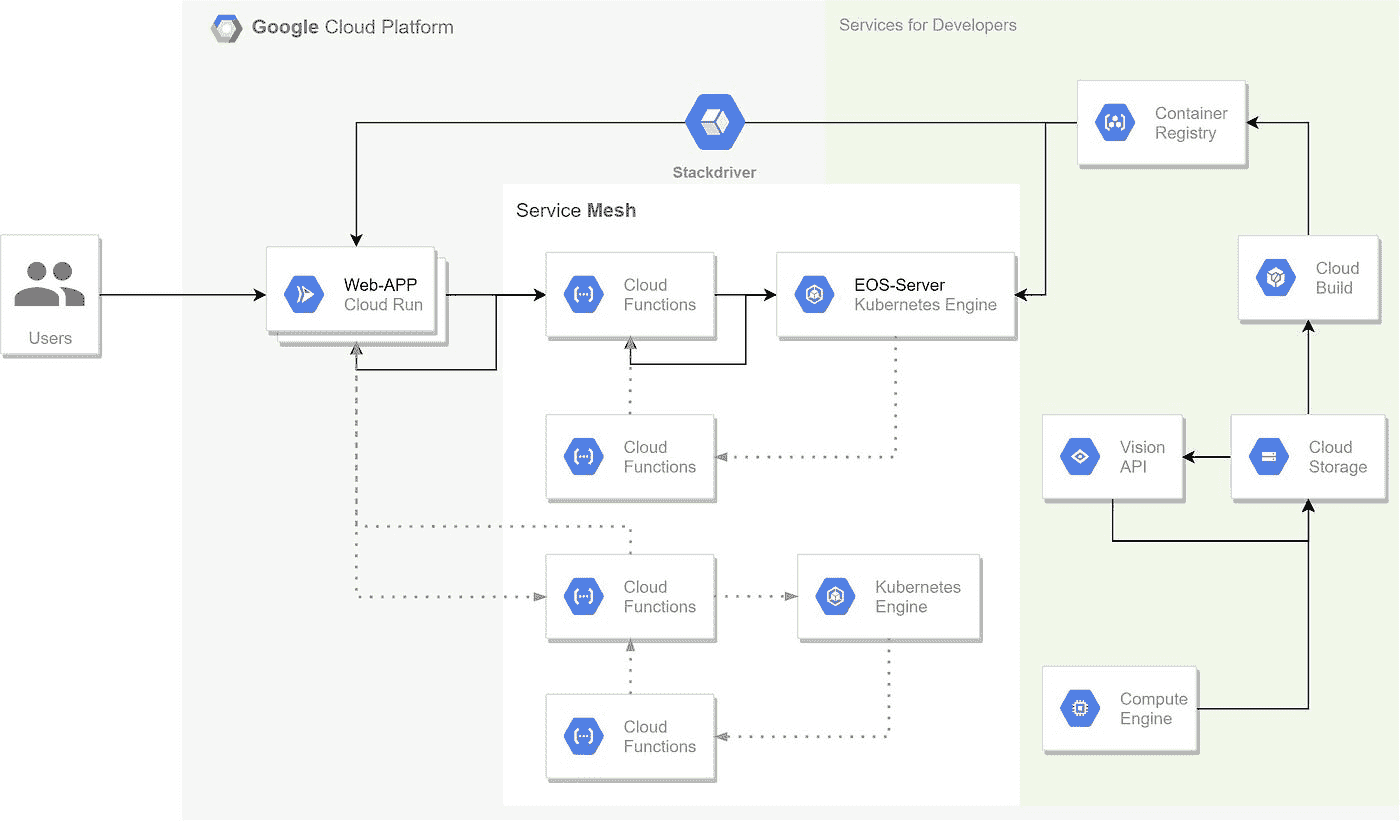 Google Cloud Platform
Services for Developers
Container
Registry
Stackdriver
Service Mesh
Users
Web-APP
Cloud Run
Cloud
Functions
EOS-Server
Kubernetes Engine
Cloud
Build
Cloud
Functions
Vision
API
Cloud
Storage
Cloud
Functions
Kubernetes
Engine
Cloud
Functions
Compute
Engine